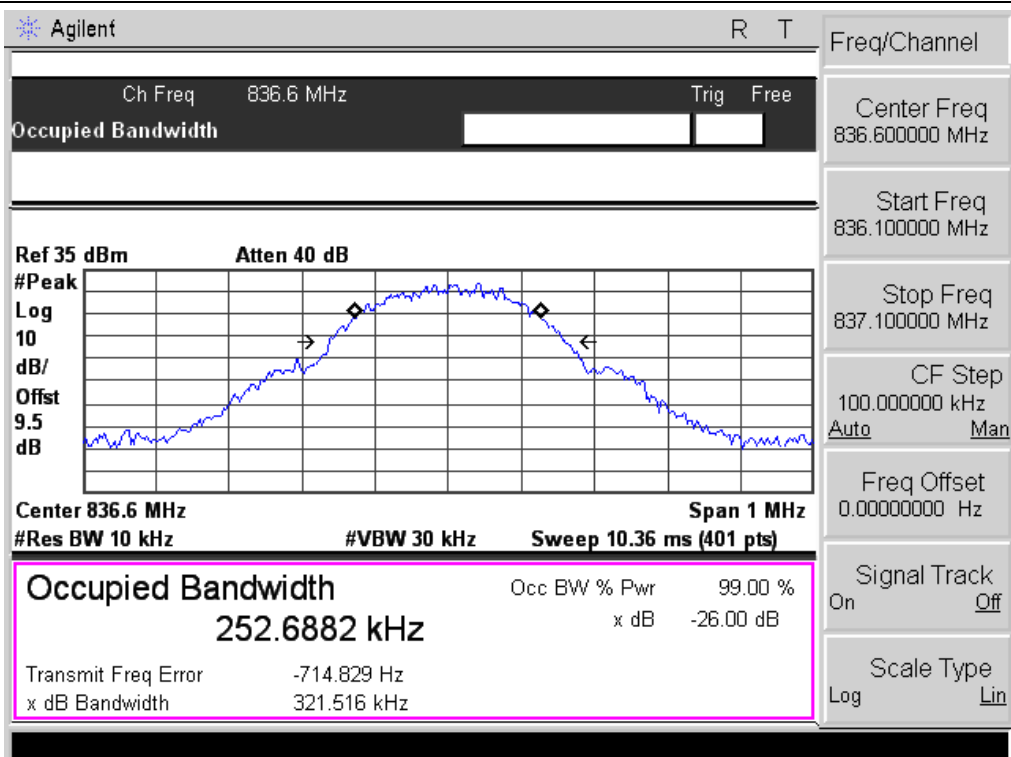 Agilent R T
Ch Freq 836.6 MHz Trig Free
Occupied Bandwidth
Ref 35 dBm Atten 40 dB
#Peak
Log
10
dB/
Offst
9.5
dB
Center 836.6 MHz Span 1 MHz
#Res BW 10 kHz #VBW 30 kHz Sweep 10.36 ms (401 pts)
Occupied Bandwidth Occ BW % Pwr 99.00 %
252.6882 kHz x dB -26.00 dB
Transmit Freq Error -714.829 Hz
x dB Bandwidth 321.516 kHz
Freq/Channel
Center Freq
836.600000 MHz
Start Freq
836.100000 MHz
Stop Freq
837.100000 MHz
CF Step
100.000000 kHz
Auto Man
Freq Offset
0.00000000 Hz
Signal Track
On Off
Scale Type
Log Lin